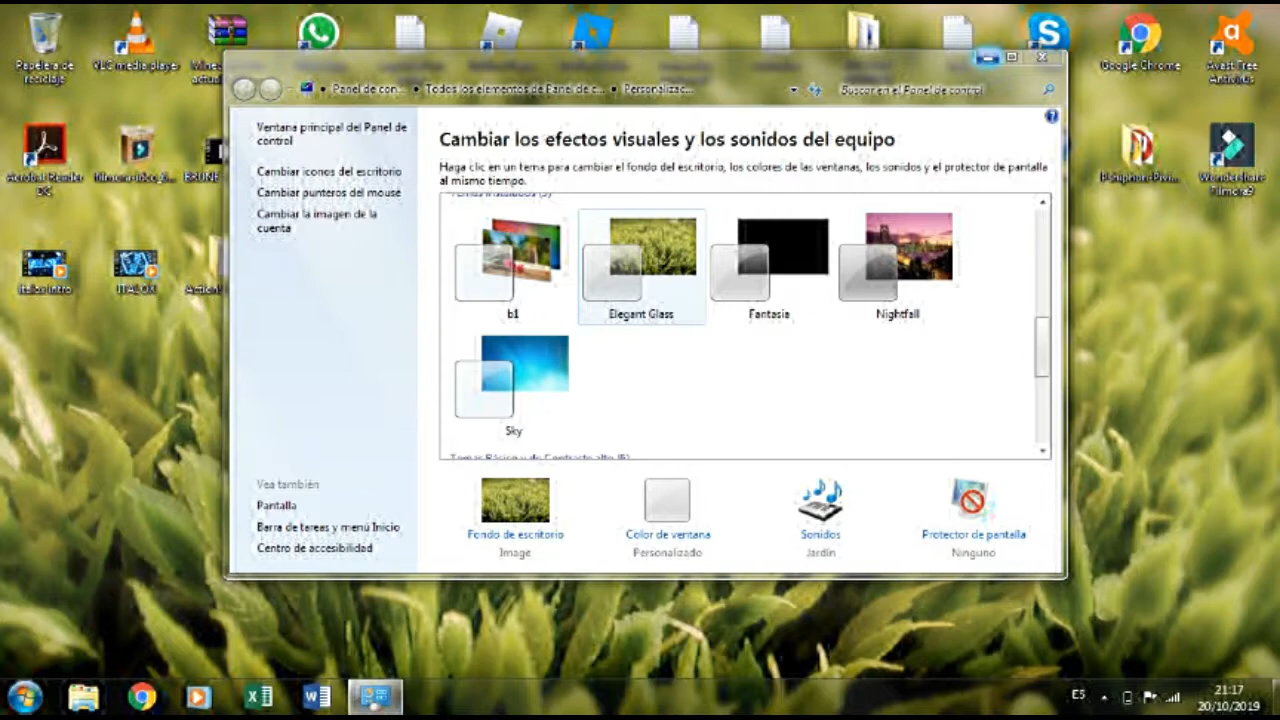 Papelera de
reciclaje
VLC media player
Google Chrome
Avast Free
Antivirus
Acrobat Reader
DC
Wondershare
Filmora9
Panel de con...
Todos los elementos de Panel de c...
Personalizac...
Buscar en el Panel de control
Ventana principal del Panel de
control
Cambiar iconos del escritorio
Cambiar punteros del mouse
Cambiar la imagen de la
cuenta
Cambiar los efectos visuales y los sonidos del equipo
Haga clic en un tema para cambiar el fondo del escritorio, los colores de las ventanas, los sonidos y el protector de pantalla
al mismo tiempo.
b1
Elegant Glass
Fantasia
Nightfall
Sky
Vea también
Pantalla
Barra de tareas y menú Inicio
Centro de accesibilidad
Fondo de escritorio
Image
Color de ventana
Personalizado
Sonidos
Jardín
Protector de pantalla
Ninguno
ES
21:17
20/10/2019